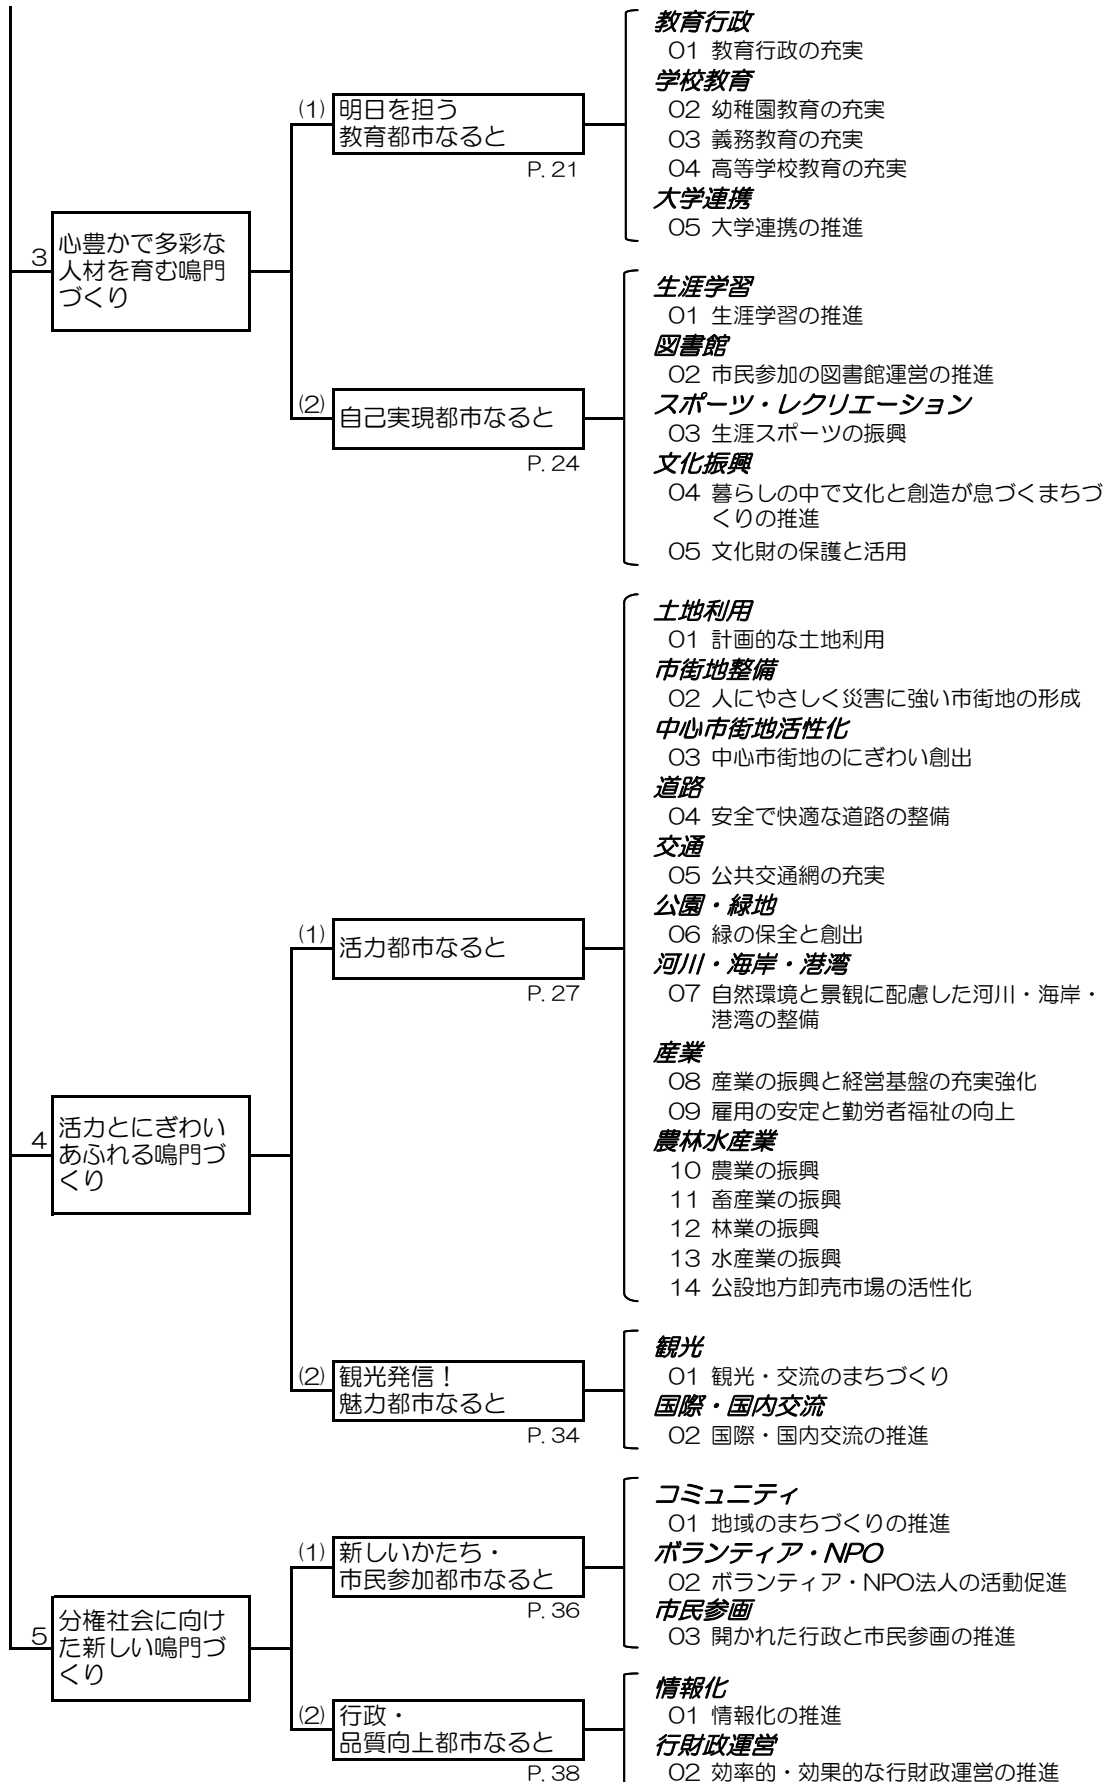 3
心豊かで多彩な
人材を育む鳴門
づくり
(1)
明日を担う
教育都市なると
P. 21
教育行政
01 教育行政の充実
学校教育
02 幼稚園教育の充実
03 義務教育の充実
04 高等学校教育の充実
大学連携
05 大学連携の推進
(2)
自己実現都市なると
P. 24
生涯学習
01 生涯学習の推進
図書館
02 市民参加の図書館運営の推進
スポーツ・レクリエーション
03 生涯スポーツの振興
文化振興
04 暮らしの中で文化と創造が息づくまちづ
くりの推進
05 文化財の保護と活用
4
活力とにぎわい
あふれる鳴門づ
くり
(1)
活力都市なると
P. 27
土地利用
01 計画的な土地利用
市街地整備
02 人にやさしく災害に強い市街地の形成
中心市街地活性化
03 中心市街地のにぎわい創出
道路
04 安全で快適な道路の整備
交通
05 公共交通網の充実
公園・緑地
06 緑の保全と創出
河川・海岸・港湾
07 自然環境と景観に配慮した河川・海岸・
港湾の整備
産業
08 産業の振興と経営基盤の充実強化
09 雇用の安定と勤労者福祉の向上
農林水産業
10 農業の振興
11 畜産業の振興
12 林業の振興
13 水産業の振興
14 公設地方卸売市場の活性化
(2)
観光発信！
魅力都市なると
P. 34
観光
01 観光・交流のまちづくり
国際・国内交流
02 国際・国内交流の推進
5
分権社会に向け
た新しい鳴門づ
くり
(1)
新しいかたち・
市民参加都市なると
P. 36
コミュニティ
01 地域のまちづくりの推進
ボランティア・NPO
02 ボランティア・NPO法人の活動促進
市民参画
03 開かれた行政と市民参画の推進
(2)
行政・
品質向上都市なると
P. 38
情報化
01 情報化の推進
行財政運営
02 効率的・効果的な行財政運営の推進